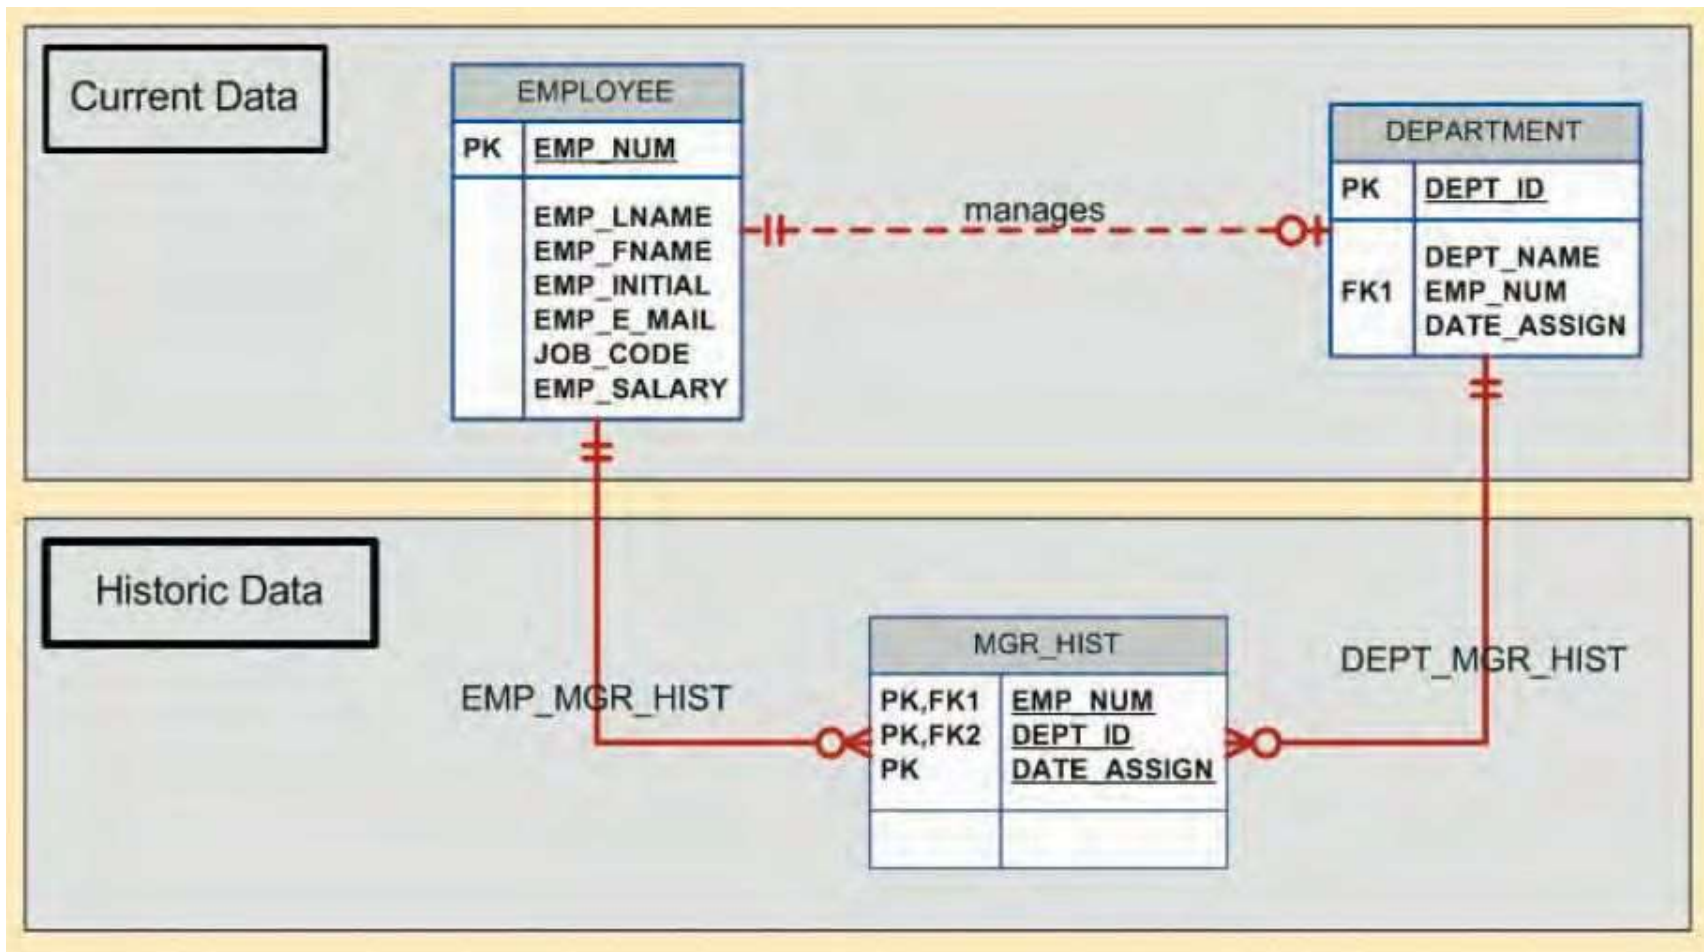 Current Data
EMPLOYEE
PK EMP_NUM
EMP_LNAME
EMP_FNAME
EMP_INITIAL
EMP_E_MAIL
JOB_CODE
EMP_SALARY
manages
DEPARTMENT
PK DEPT_ID
DEPT_NAME
FK1 EMP_NUM
DATE_ASSIGN
Historic Data
EMP_MGR_HIST
MGR_HIST
PK,FK1 EMP_NUM
PK,FK2 DEPT_ID
PK DATE_ASSIGN
DEPT_MGR_HIST